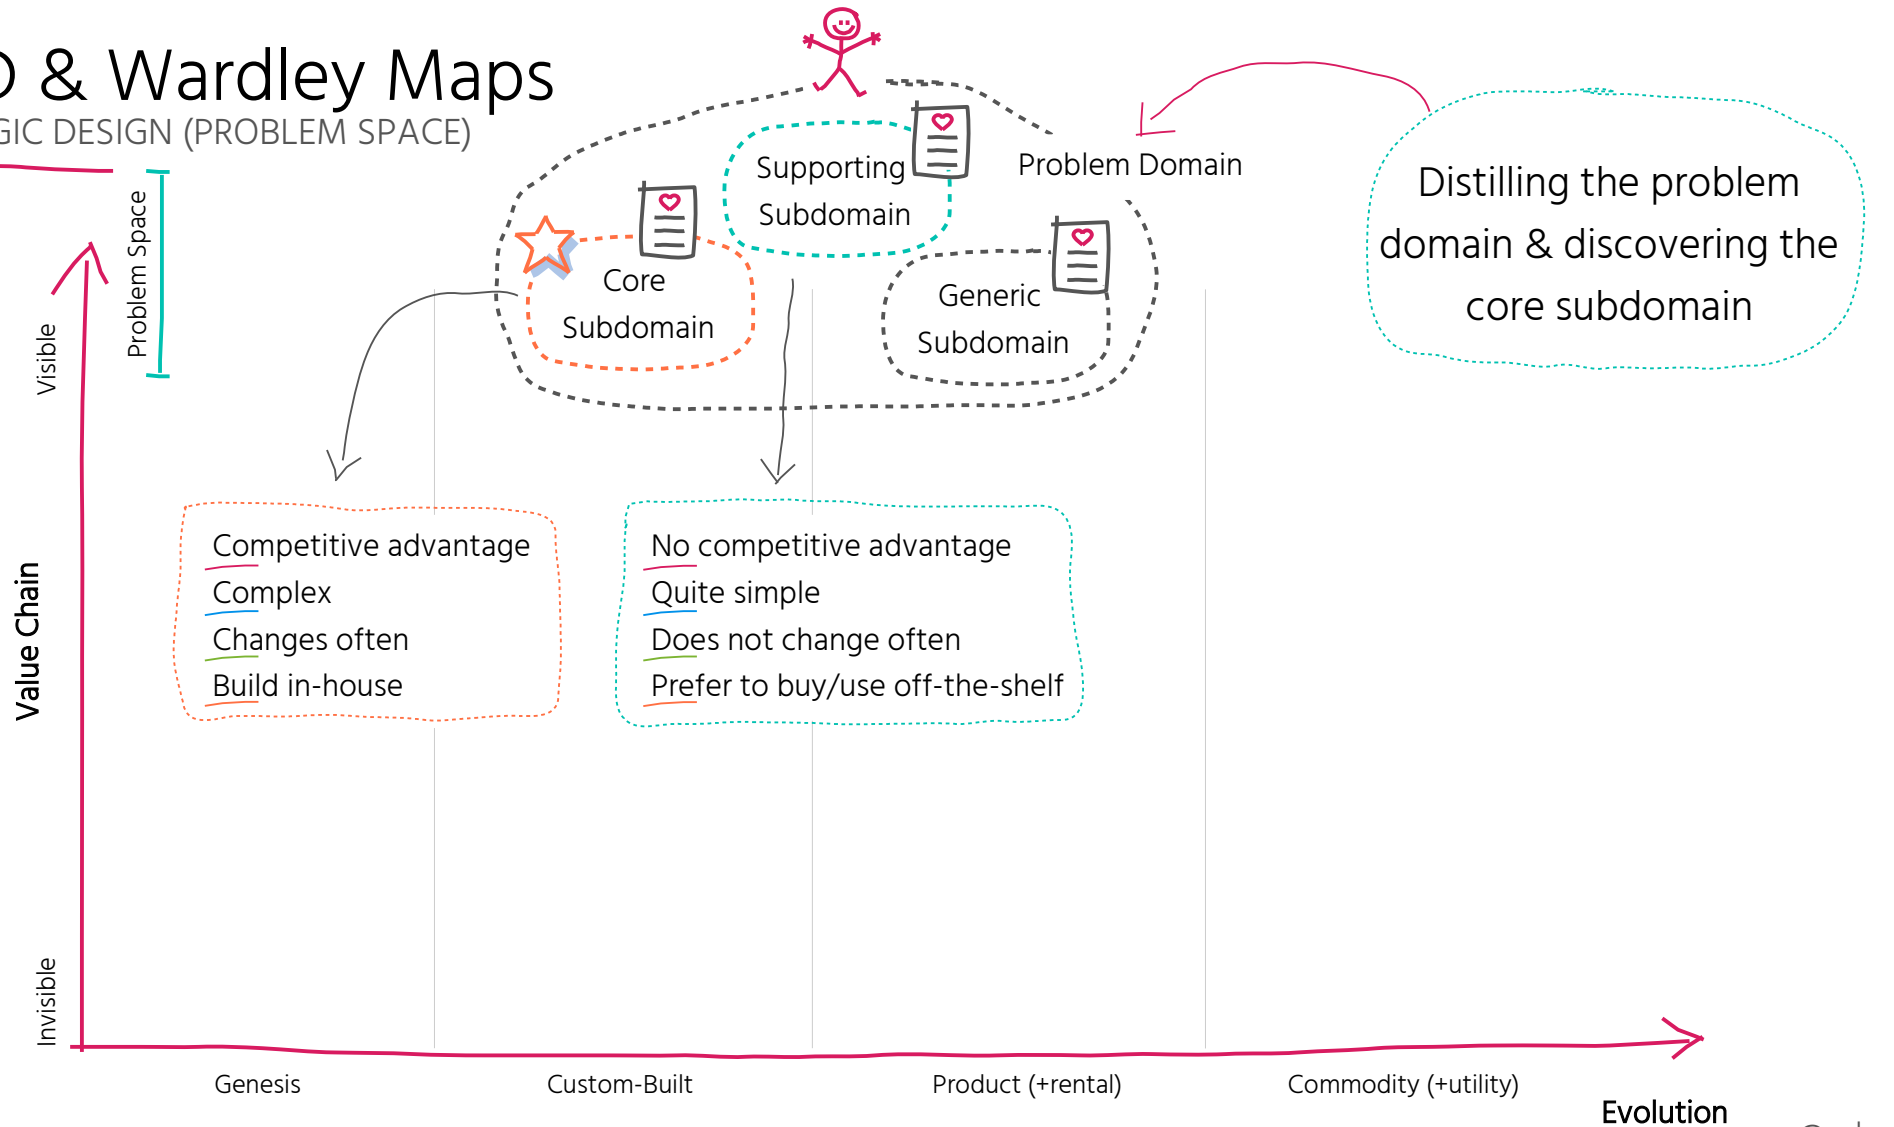 & Wardley Maps
DESIGN (PROBLEM SPACE)
Problem Space
Visible
Value Chain
Invisible
Supporting
Subdomain
Problem Domain
Core
Subdomain
Generic
Subdomain
Distilling the problem
domain & discovering the
core subdomain
Competitive advantage
Complex
Changes often
Build in-house
No competitive advantage
Quite simple
Does not change often
Prefer to buy/use off-the-shelf
Genesis
Custom-Built
Product (+rental)
Commodity (+utility)
Evolution